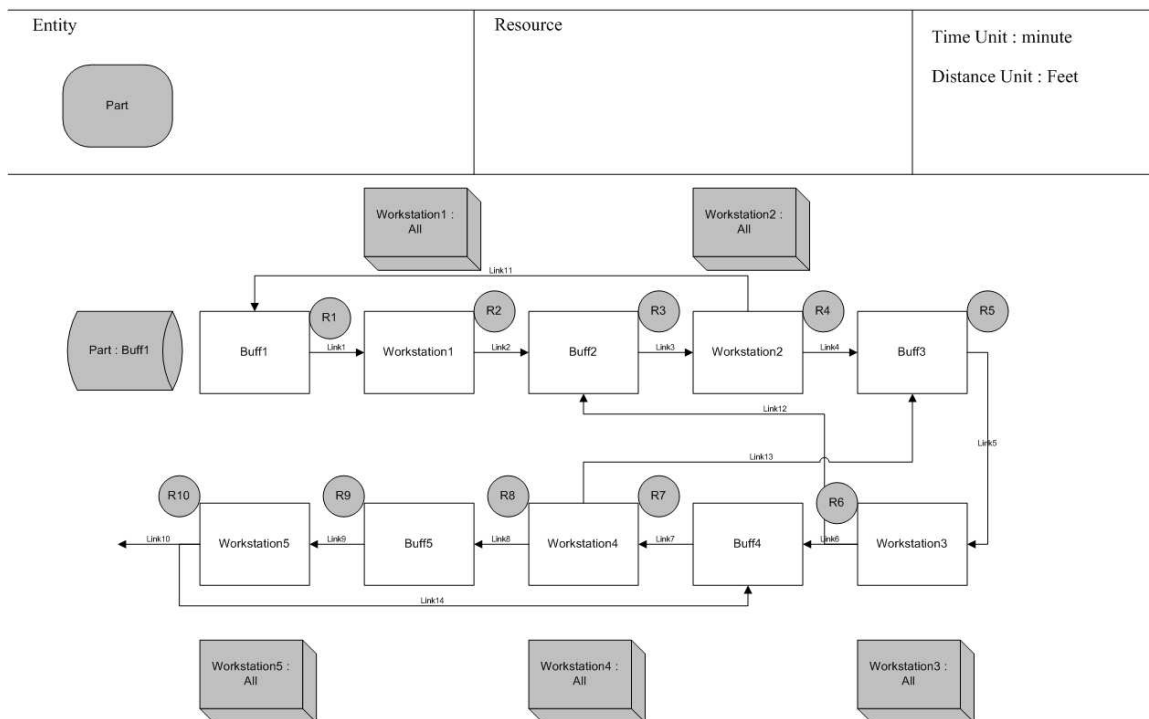 Entity
Resource
Time Unit : minute
Distance Unit : Feet
Part
Workstation1 :
All
Workstation2 :
All
Link11
Part : Buff1
Buff1
R1
Link1
Workstation1
R2
Link2
Buff2
R3
Link3
Workstation2
R4
Link4
Buff3
R5
Link12
Link5
Link13
R10
R9
R8
R7
R6
Link10
Workstation5
Link9
Buff5
Link8
Workstation4
Link7
Buff4
Link6
Workstation3
Link14
Workstation5 :
All
Workstation4 :
All
Workstation3 :
All